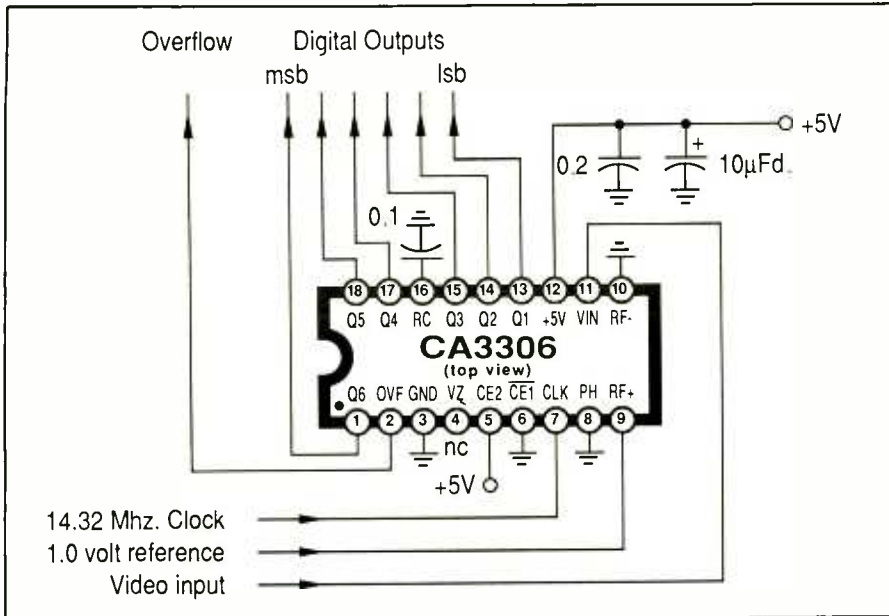 Overflow Digital Outputs
msb lsb
+5V
0.2 + 10µFd.
0.1
18 17 16 15 14 13 12 11 10
Q5 Q4 RC Q3 Q2 Q1 +5V VIN RF-
CA3306
(top view)
Q6 OVF GND VZ CE2 CE1 CLK PH RF+
1 2 3 4 5 6 7 8 9
nc
+5V
14.32 Mhz. Clock
1.0 volt reference
Video input